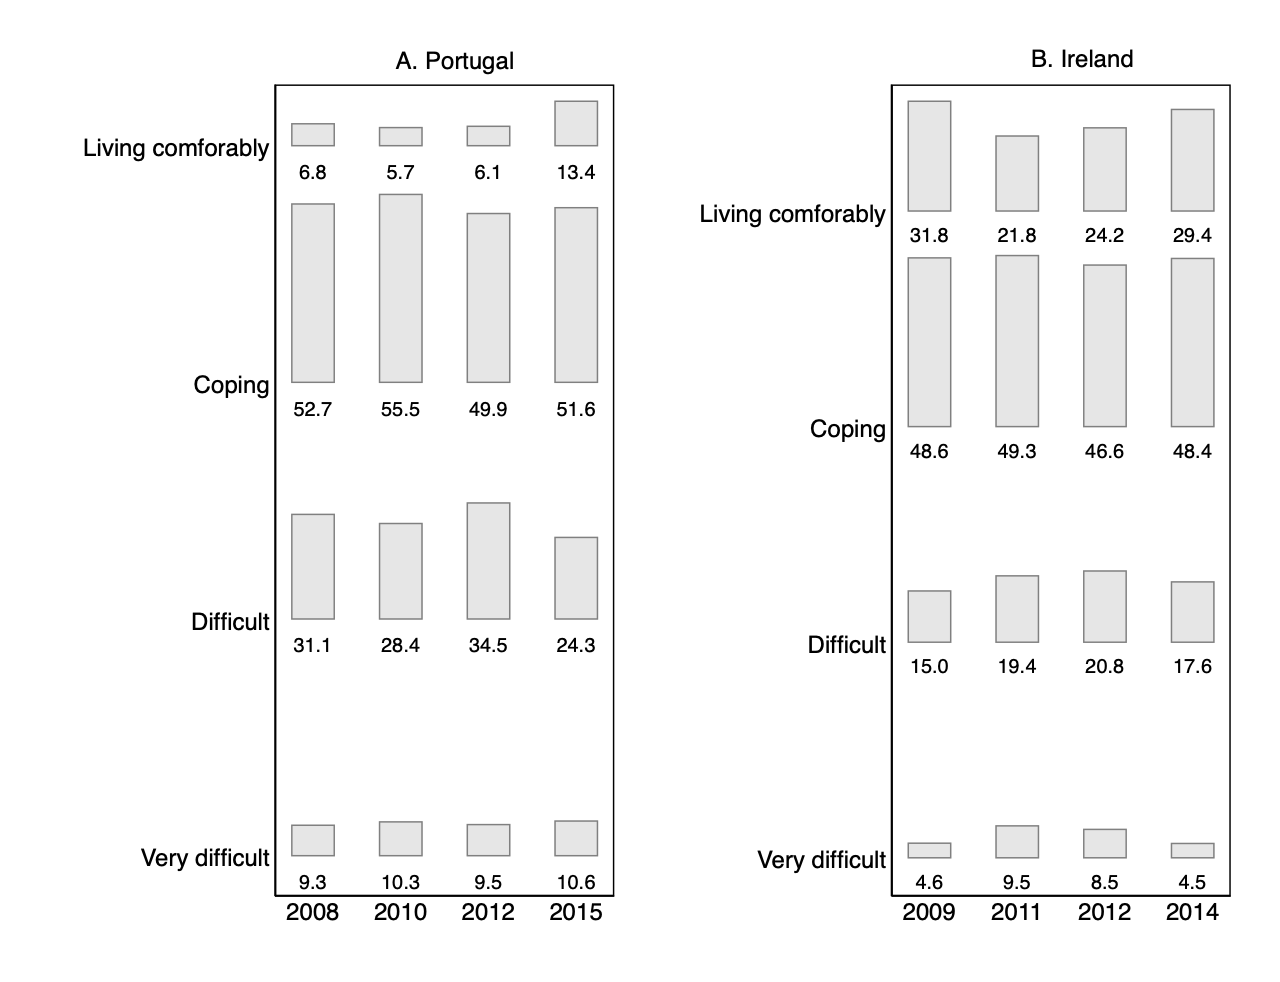 A. Portugal
Living comforably
6.8 5.7 6.1 13.4
Coping
52.7 55.5 49.9 51.6
Difficult
31.1 28.4 34.5 24.3
Very difficult
9.3 10.3 9.5 10.6
2008 2010 2012 2015
B. Ireland
Living comforably
31.8 21.8 24.2 29.4
Coping
48.6 49.3 46.6 48.4
Difficult
15.0 19.4 20.8 17.6
Very difficult
4.6 9.5 8.5 4.5
2009 2011 2012 2014